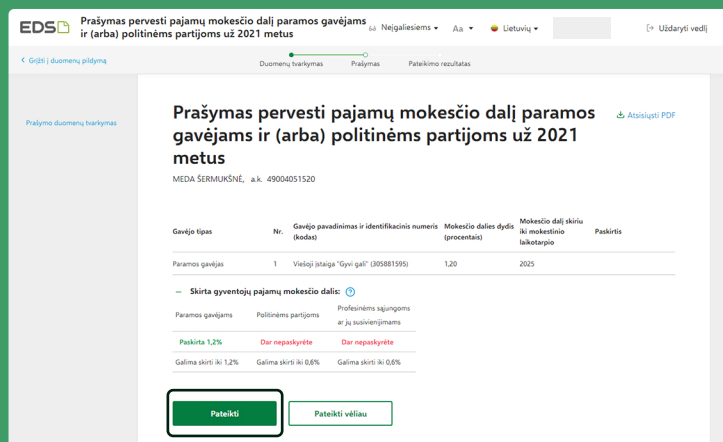 EDS
Prašymas pervesti pajamų mokesčio dalį paramos gavėjams
ir (arba) politinėms partijoms už 2021 metus
Neįgaliesiems
Aa
Lietuvių
Uždaryti vedlį
Grįžti į duomenų pildymą
Duomenų tvarkymas
Prašymas
Pateikimo rezultatas
Prašymo duomenų tvarkymas
Prašymas pervesti pajamų mokesčio dalį paramos
gavėjams ir (arba) politinėms partijoms už 2021
metus
Atsisiųsti PDF
MEDA ŠERMUKŠNĖ, a.k. 49004051520
Gavėjo tipas
Nr.
Gavėjo pavadinimas ir identifikacinis numeris
(kodas)
Mokesčio dalies dydis
(procentais)
Mokesčio dalį skiriu
iki mokestinio
laikotarpio
Paskirtis
Paramos gavėjas 1 Viešoji įstaiga "Gyvi gali" (305881595) 1,20 2025
Skirta gyventojų pajamų mokesčio dalis:
Paramos gavėjams
Politinėms partijoms
Profesinėms sąjungoms
ar jų susivienijimams
Paskirta 1,2% Dar nepaskyrėte Dar nepaskyrėte
Galima skirti iki 1,2% Galima skirti iki 0,6% Galima skirti iki 0,6%
Pateikti
Pateikti vėliau